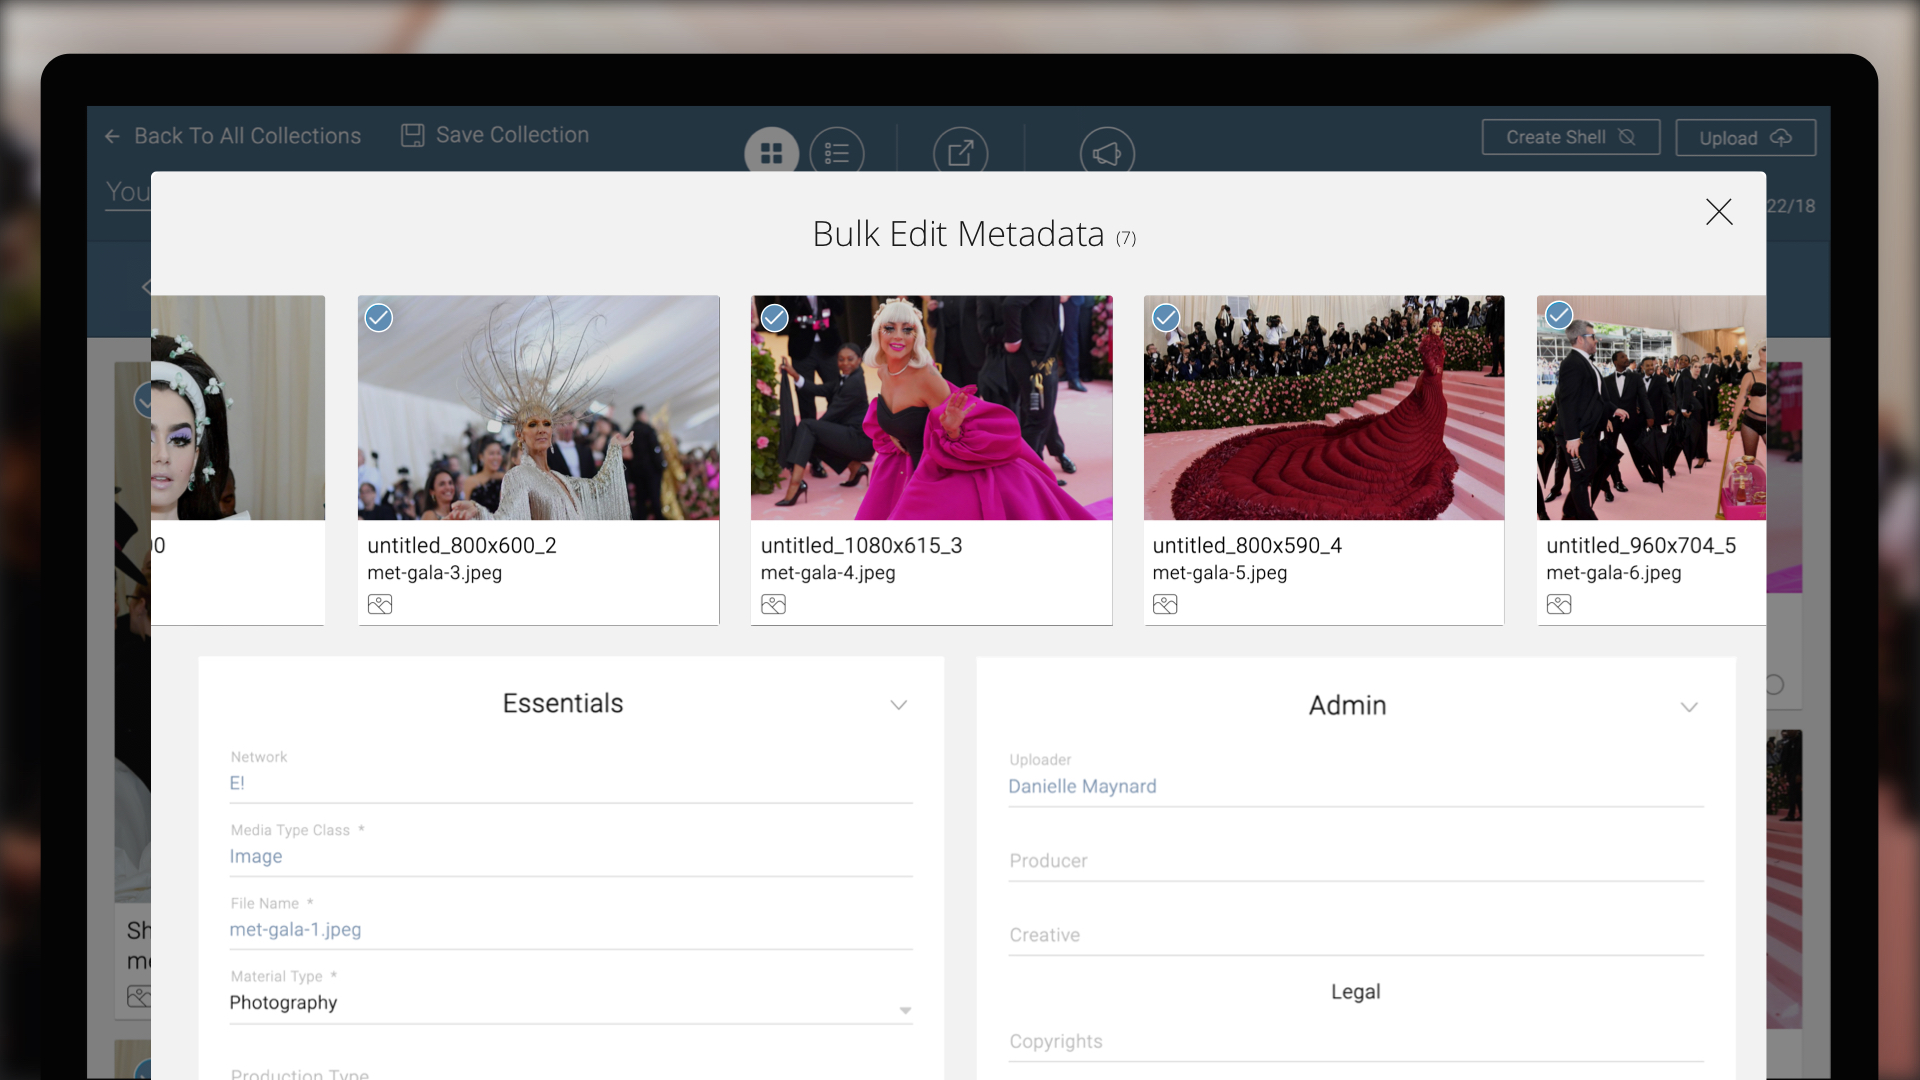 Back To All Collections
Save Collection
Create Shell
Upload
You
22/18
Bulk Edit Metadata (7)
untitled_800x600_2
met-gala-3.jpeg
untitled_1080x615_3
met-gala-4.jpeg
untitled_800x590_4
met-gala-5.jpeg
untitled_960x704_5
met-gala-6.jpeg
Sh
me
Essentials
Network
E!
Media Type Class *
Image
File Name *
met-gala-1.jpeg
Material Type *
Photography
Production Type
Admin
Uploader
Danielle Maynard
Producer
Creative
Legal
Copyrights